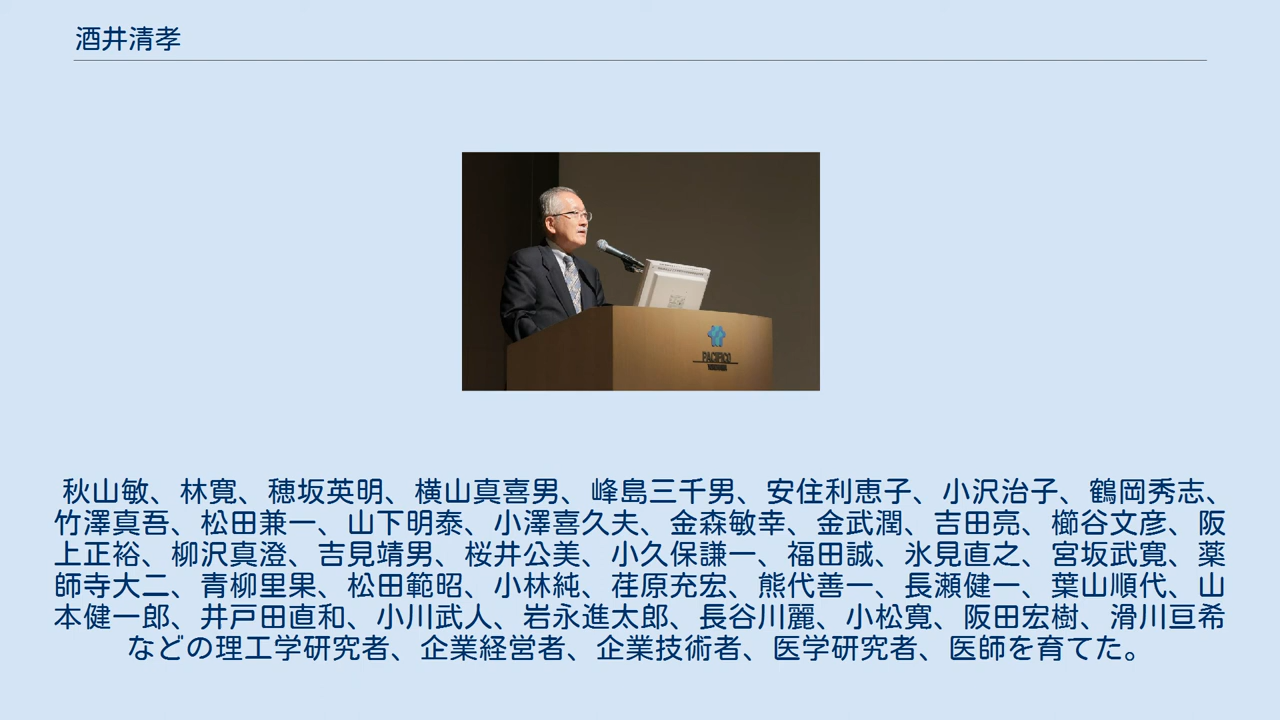 酒井清孝
PACIFICO
秋山敏、林寛、穂坂英明、横山真喜男、峰島三千男、安住利恵子、小沢治子、鶴岡秀志、
竹澤真吾、松田兼一、山下明泰、小澤喜久夫、金森敏幸、金武潤、吉田亮、櫛谷文彦、阪
上正裕、柳沢真澄、吉見靖男、桜井公美、小久保謙一、福田誠、氷見直之、宮坂武寛、薬
師寺大二、青柳里果、松田範昭、小林純、荏原充宏、熊代善一、長瀬健一、葉山順代、山
本健一郎、井戸田直和、小川武人、岩永進太郎、長谷川麗、小松寛、阪田宏樹、滑川亘希
などの理工学研究者、企業経営者、企業技術者、医学研究者、医師を育てた。